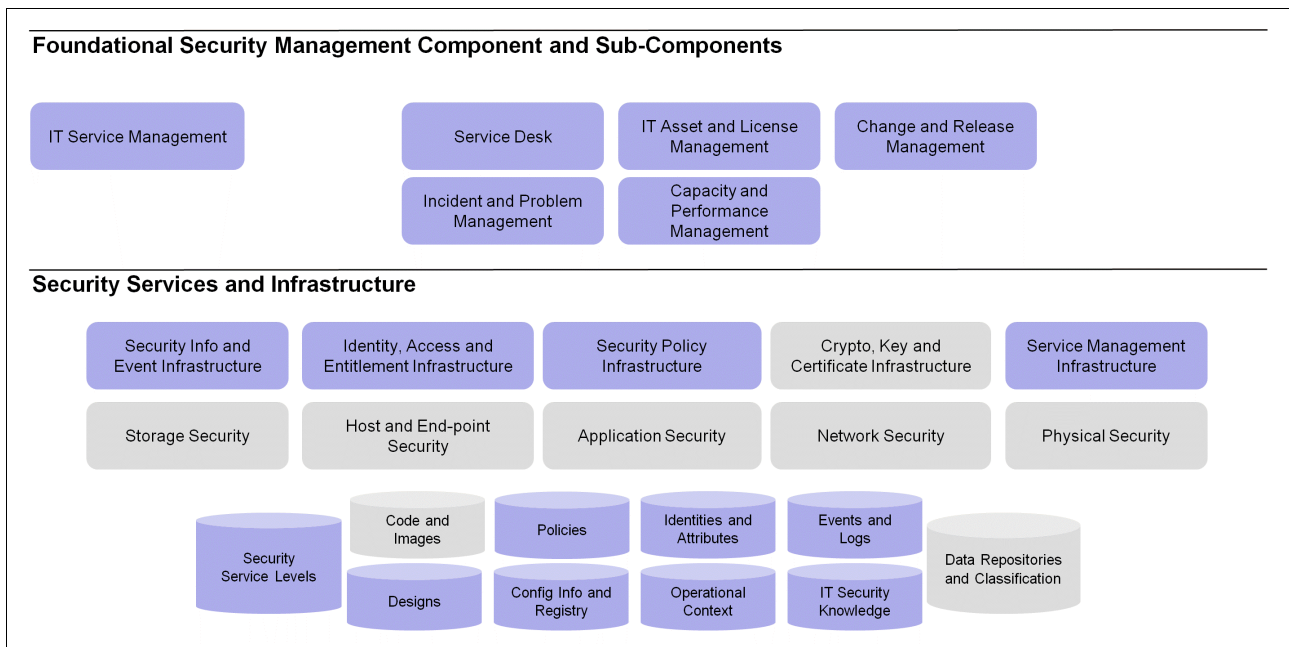 Foundational Security Management Component and Sub-Components
IT Service Management
Service Desk
IT Asset and License
Management
Change and Release
Management
Incident and Problem
Management
Capacity and
Performance
Management
Security Services and Infrastructure
Security Info and
Event Infrastructure
Identity, Access and
Entitlement Infrastructure
Security Policy
Infrastructure
Crypto, Key and
Certificate Infrastructure
Service Management
Infrastructure
Storage Security
Host and End-point
Security
Application Security
Network Security
Physical Security
Security
Service Levels
Code and
Images
Policies
Identities and
Attributes
Events and
Logs
Data Repositories
and Classification
Designs
Config Info and
Registry
Operational
Context
IT Security
Knowledge